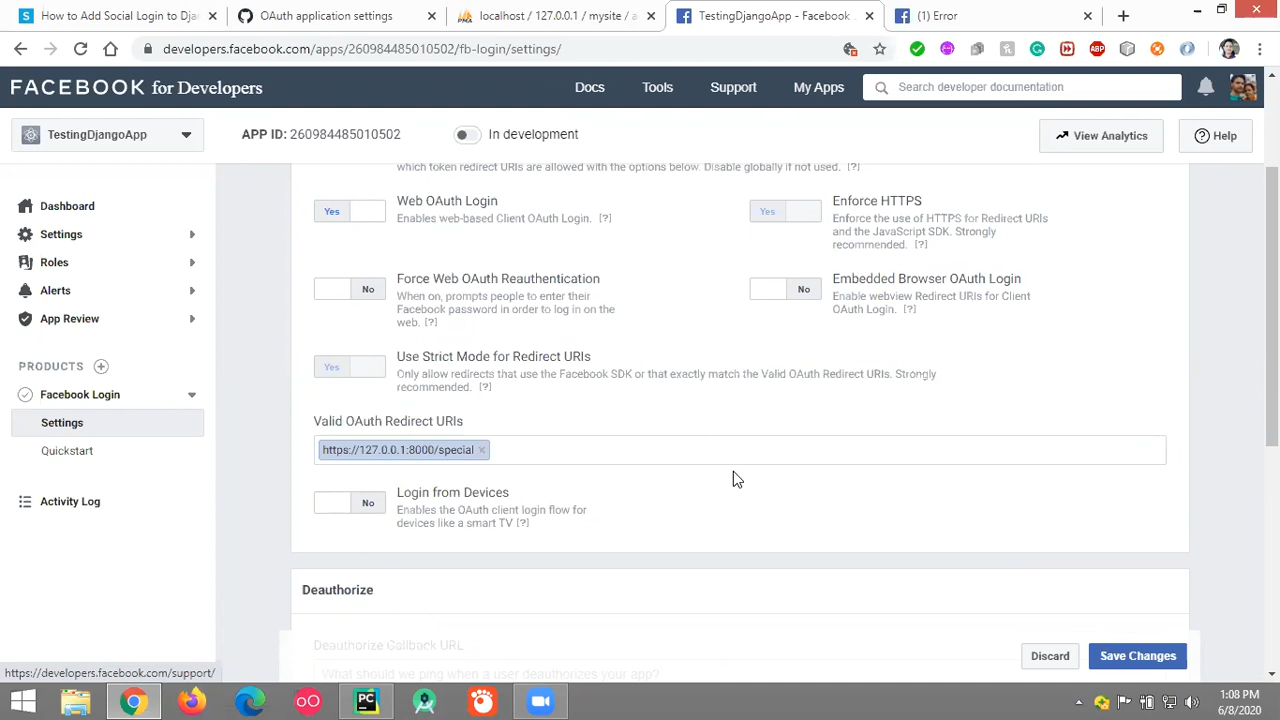 How to Add Social Login to Dj
OAuth application settings
localhost / 127.0.0.1 / mysite / a
TestingDjangoApp - Facebook
(1) Error
developers.facebook.com/apps/260984485010502/fb-login/settings/
FACEBOOK for Developers
Docs
Tools
Support
My Apps
Search developer documentation
TestingDjangoApp
APP ID: 260984485010502
In development
View Analytics
Help
which token redirect URIs are allowed with the options below. Disable globally if not used. [?]
Dashboard
Settings
Roles
Alerts
App Review
PRODUCTS
Facebook Login
Settings
Quickstart
Activity Log
Yes
Web OAuth Login
Enables web-based Client OAuth Login. [?]
Yes
Enforce HTTPS
Enforce the use of HTTPS for Redirect URIs
and the JavaScript SDK. Strongly
recommended. [?]
No
Force Web OAuth Reauthentication
When on, prompts people to enter their
Facebook password in order to log in on the
web. [?]
No
Embedded Browser OAuth Login
Enable webview Redirect URIs for Client
OAuth Login. [?]
Yes
Use Strict Mode for Redirect URIs
Only allow redirects that use the Facebook SDK or that exactly match the Valid OAuth Redirect URIs. Strongly
recommended. [?]
Valid OAuth Redirect URIs
https://127.0.0.1:8000/special
No
Login from Devices
Enables the OAuth client login flow for
devices like a smart TV [?]
Deauthorize
Deauthorize Callback URL
What should we ping when a user deauthorizes your app?
Discard
Save Changes
https://developers.facebook.com/support/
PC
1:08 PM
6/8/2020